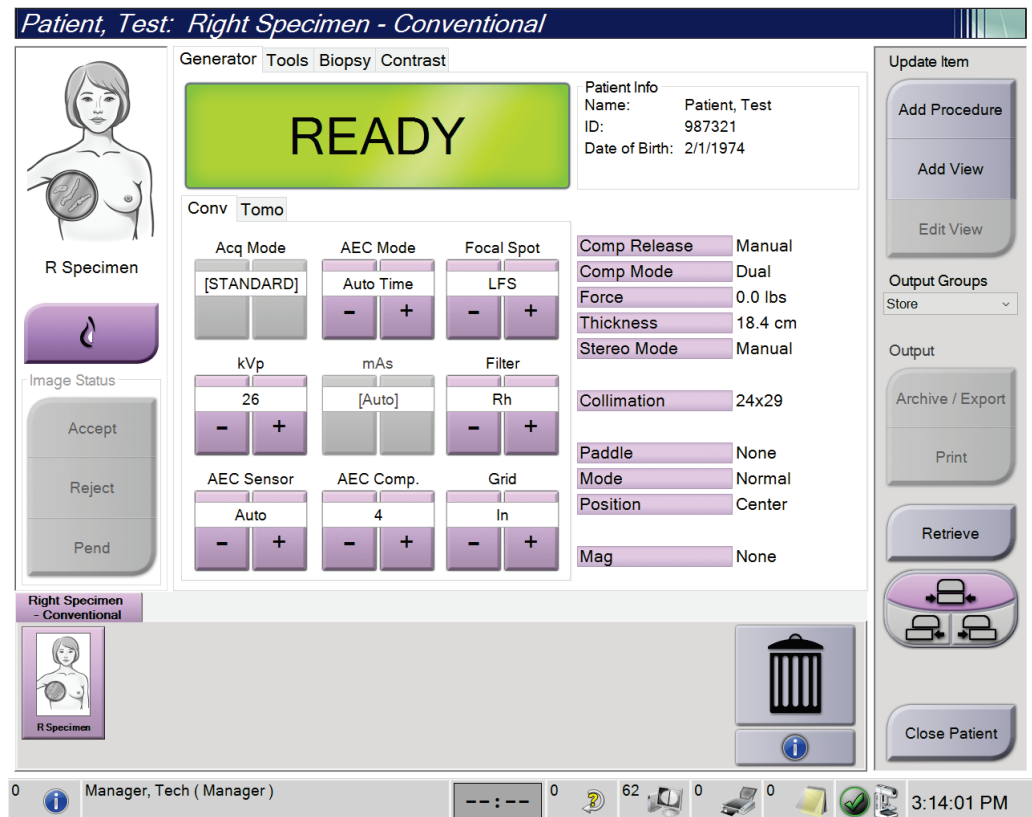 Patient, Test: Right Specimen - Conventional
Generator Tools Biopsy Contrast
READY
Patient Info
Name: Patient, Test
ID: 987321
Date of Birth: 2/1/1974
R Specimen
Image Status
Accept
Reject
Pend
Conv Tomo
Acq Mode AEC Mode Focal Spot
[STANDARD] Auto Time LFS
- + - +
kVp mAs Filter
26 [Auto] Rh
- + - +
AEC Sensor AEC Comp. Grid
Auto 4 In
- + - + - +
Comp Release Manual
Comp Mode Dual
Force 0.0 lbs
Thickness 18.4 cm
Stereo Mode Manual
Collimation 24x29
Paddle None
Mode Normal
Position Center
Mag None
Update Item
Add Procedure
Add View
Edit View
Output Groups
Store
Output
Archive / Export
Print
Retrieve
Close Patient
Right Specimen
- Conventional
R Specimen
0 Manager, Tech ( Manager ) --:-- 0 62 0 0 3:14:01 PM